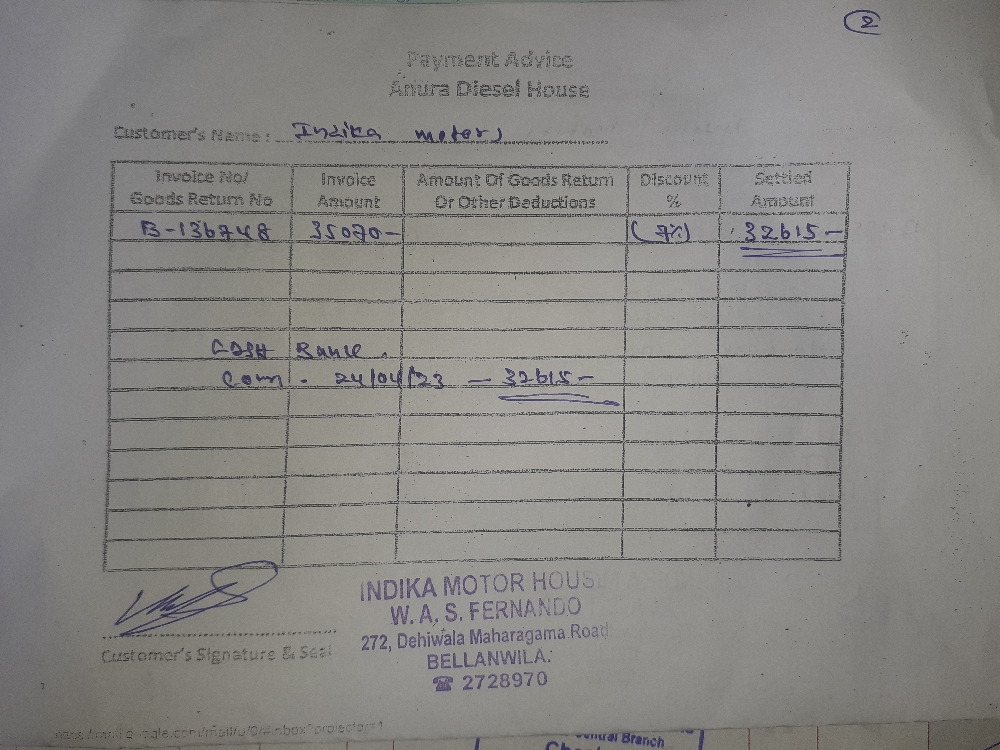 2
Payment Advice
Anura Diesel House
Customer's Name: Indika motors
Invoice No/ Goods Return No Invoice Amount Amount Of Goods Return Or Other Deductions Discount % Settled Amount
B-136748 35070- (7%) 32615-
CASH Bank.
24/04/23 - 32615-
Customer's Signature & Seal
INDIKA MOTOR HOUSE
W. A, S. FERNANDO
272, Dehiwala Maharagama Road
BELLANWILA.
☎ 2728970
Central Branch